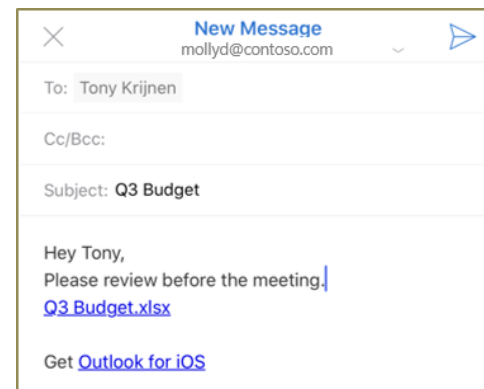 New Message
mollyd@contoso.com
To: Tony Krijnen
Cc/Bcc:
Subject: Q3 Budget
Hey Tony,
Please review before the meeting.
Q3 Budget.xlsx
Get Outlook for iOS